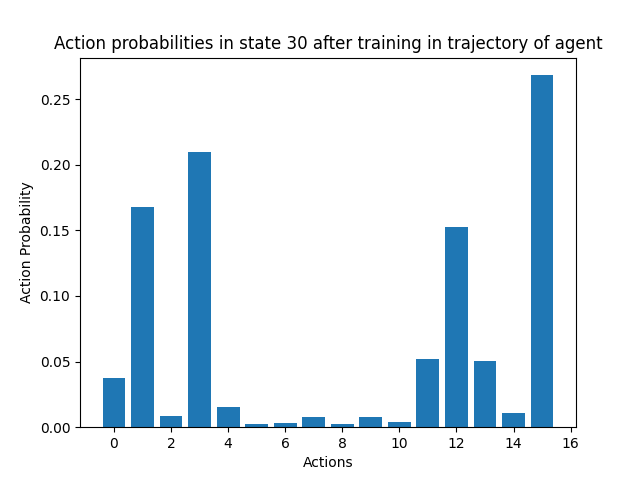 Action probabilities in state 30 after training in trajectory of agent
0.25
0.20
0.15
0.10
0.05
0.00
Action Probability
0 2 4 6 8 10 12 14 16
Actions